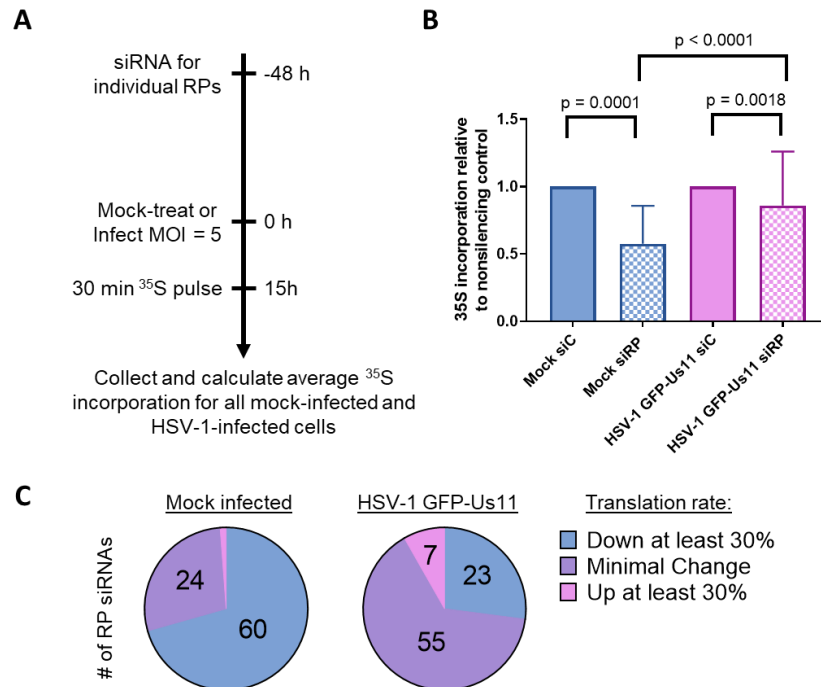 A
siRNA for
individual RPs
-48 h
Mock-treat or
Infect MOI = 5
0 h
30 min ³⁵S pulse
15h
Collect and calculate average ³⁵S
incorporation for all mock-infected and
HSV-1-infected cells
B
p < 0.0001
p = 0.0001
p = 0.0018
35S incorporation relative
to nonsilencing control
1.5
1.0
0.5
0.0
Mock siC
Mock siRP
HSV-1 GFP-Us11 siC
HSV-1 GFP-Us11 siRP
C
# of RP siRNAs
Mock infected
24
60
HSV-1 GFP-Us11
7
23
55
Translation rate:
Down at least 30%
Minimal Change
Up at least 30%